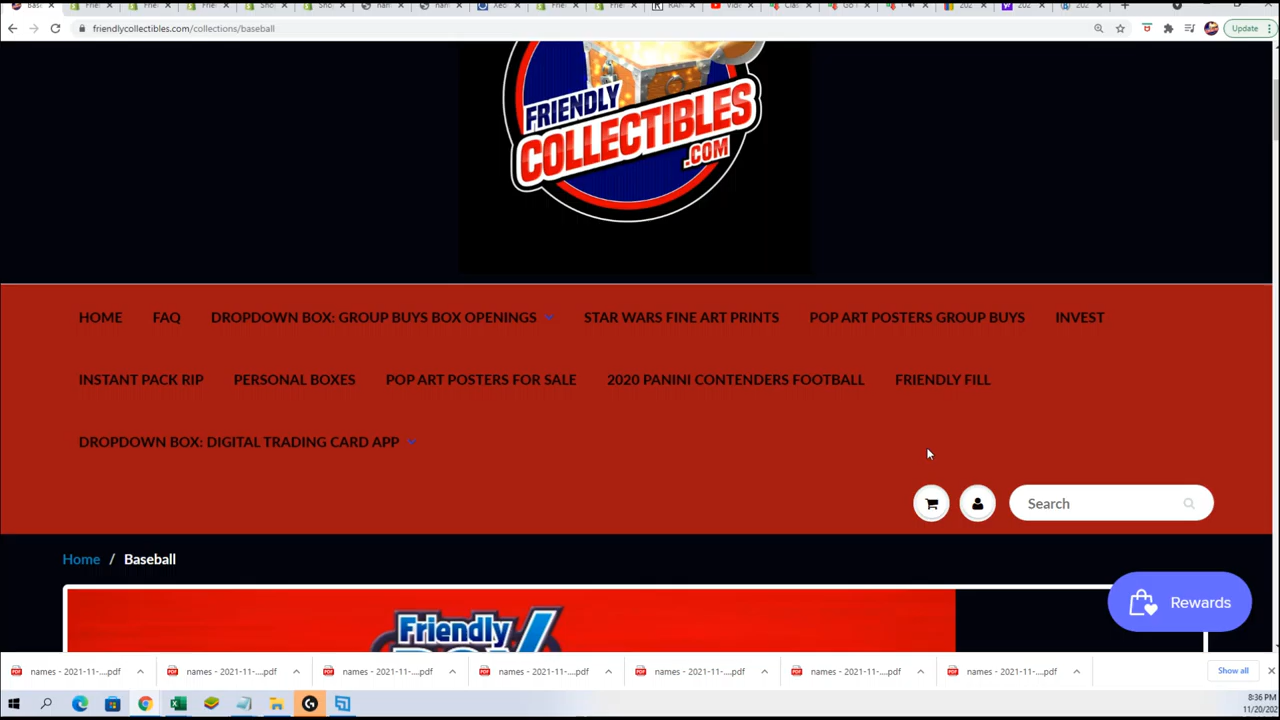 Update
friendlycollectibles.com/collections/baseball
FRIENDLY
COLLECTIBLES
.COM
HOME FAQ DROPDOWN BOX: GROUP BUYS BOX OPENINGS STAR WARS FINE ART PRINTS POP ART POSTERS GROUP BUYS INVEST
INSTANT PACK RIP PERSONAL BOXES POP ART POSTERS FOR SALE 2020 PANINI CONTENDERS FOOTBALL FRIENDLY FILL
DROPDOWN BOX: DIGITAL TRADING CARD APP
Search
Home / Baseball
Rewards
Friendly
names - 2021-11-....pdf names - 2021-11-....pdf names - 2021-11-....pdf names - 2021-11-....pdf names - 2021-11-....pdf names - 2021-11-....pdf names - 2021-11-....pdf Show all
8:36 PM